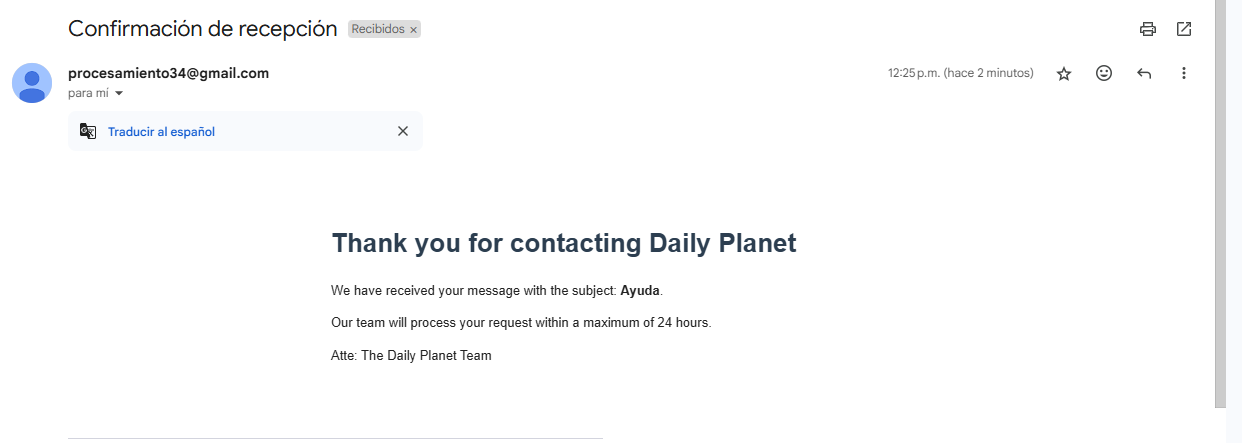 Confirmación de recepción Recibidos ×
procesamiento34@gmail.com 12:25 p.m. (hace 2 minutos)
para mí
Traducir al español
Thank you for contacting Daily Planet
We have received your message with the subject: Ayuda.
Our team will process your request within a maximum of 24 hours.
Atte: The Daily Planet Team